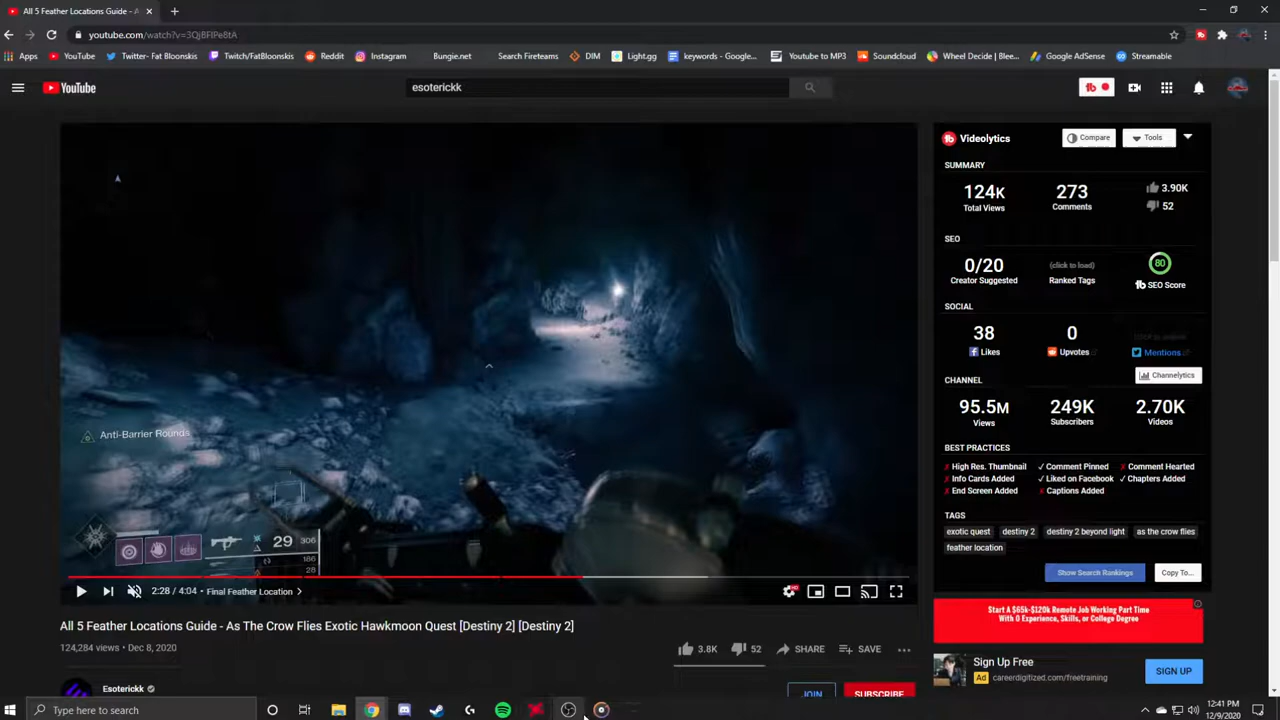 All 5 Feather Locations Guide - A
youtube.com/watch?v=3QjBFIPe8tA
Apps YouTube Twitter- Fat Bloonskis Twitch/FatBloonskis Reddit Instagram Bungie.net Search Fireteams DIM Light.gg keywords - Google... YouTube to MP3 Soundcloud Wheel Decide | Blee... Google AdSense Streamable
YouTube
esoterickk
Videolytics
Compare
Tools
SUMMARY
124K 273 3.90K
Total Views Comments 52
SEO
0/20 (click to load) 80
Creator Suggested Ranked Tags SEO Score
SOCIAL
38 0
Likes Upvotes Mentions
Channelytics
CHANNEL
95.5M 249K 2.70K
Views Subscribers Videos
BEST PRACTICES
✗ High Res. Thumbnail ✓ Comment Pinned ✗ Comment Hearted
✗ Info Cards Added ✓ Liked on Facebook ✓ Chapters Added
✗ End Screen Added ✗ Captions Added
TAGS
exotic quest destiny 2 destiny 2 beyond light as the crow flies
feather location
Show Search Rankings Copy To...
Anti-Barrier Rounds
29 306
186
28
2:28 / 4:04 · Final Feather Location >
HD
All 5 Feather Locations Guide - As The Crow Flies Exotic Hawkmoon Quest [Destiny 2] [Destiny 2]
124,284 views • Dec 8, 2020
3.8K 52 SHARE SAVE
Esoterickk
JOIN SUBSCRIBE
Start A $65k-$120k Remote Job Working Part Time
With 0 Experience, Skills, or College Degree
Sign Up Free
Ad careerdigitized.com/freetraining
SIGN UP
Type here to search
12:41 PM
12/9/2020